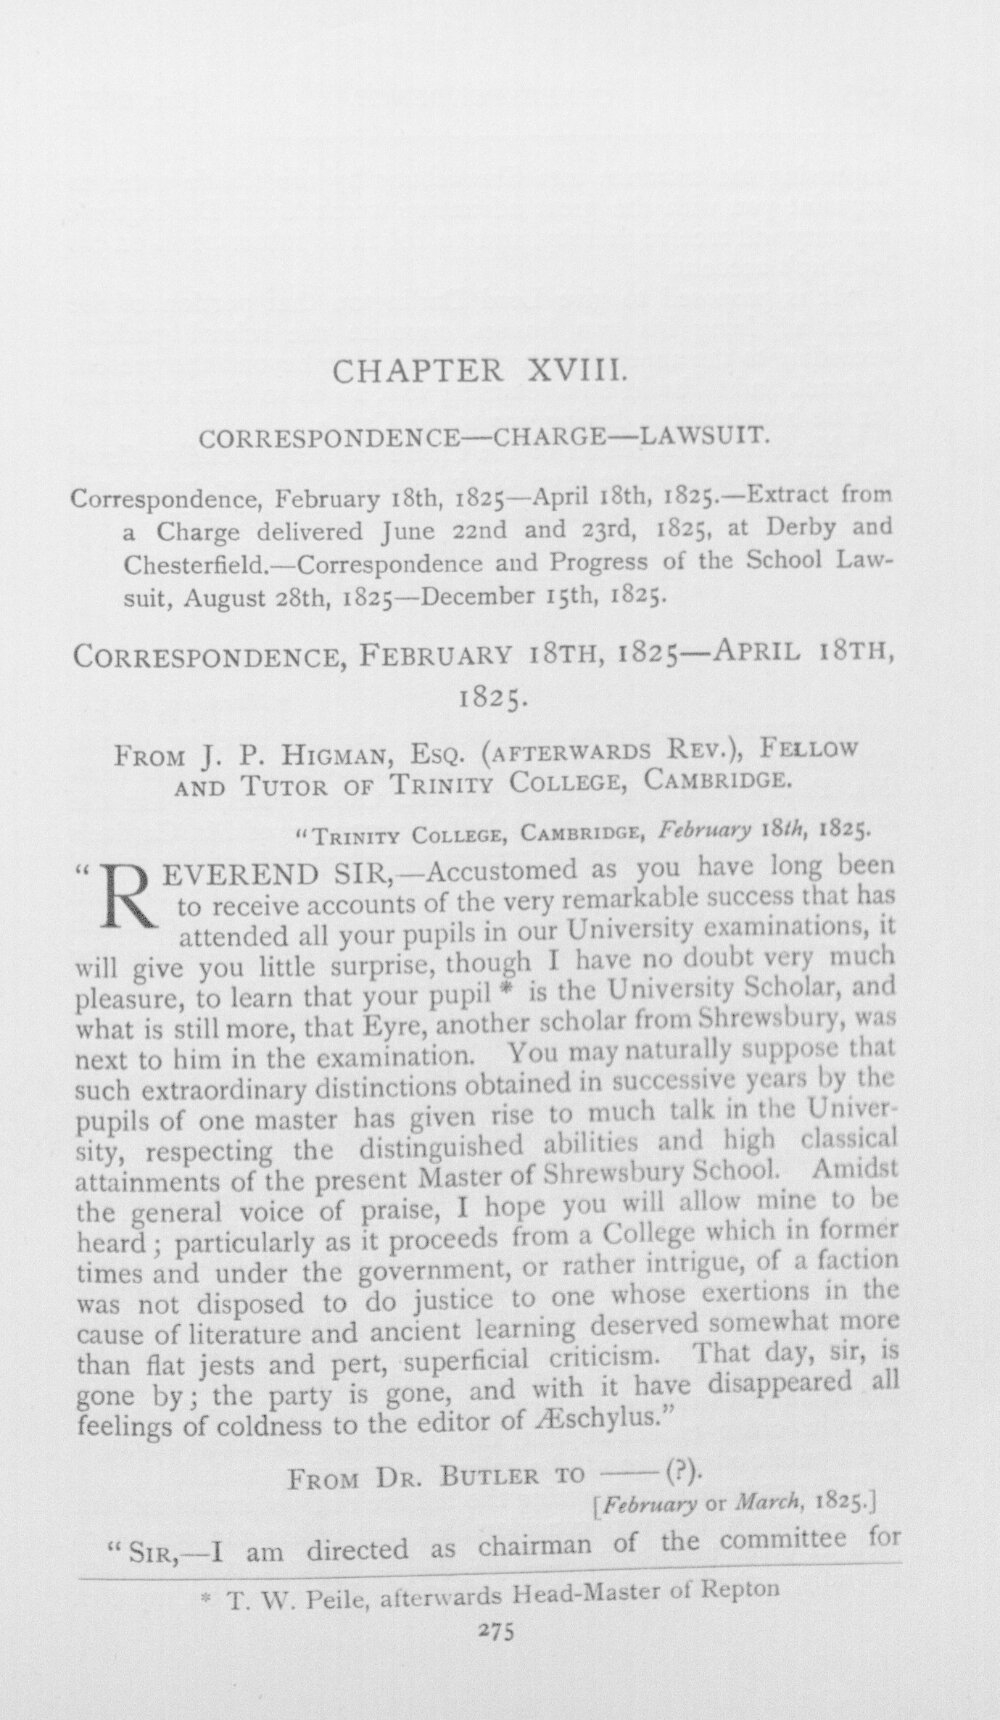 CHAPTER XVIII.
CORRESPONDENCE—CHARGE—LAWSUIT.
Correspondence, February 18th, 1825—April 18th, 1825.—Extract from
a Charge delivered June 22nd and 23rd, 1825, at Derby and
Chesterfield.—Correspondence and Progress of the School Law-
suit, August 28th, 1825—December 15th, 1825.
CORRESPONDENCE, FEBRUARY 18TH, 1825—APRIL 18TH,
1825.
FROM J. P. HIGMAN, ESQ. (AFTERWARDS REV.), FELLOW
AND TUTOR OF TRINITY COLLEGE, CAMBRIDGE.
"TRINITY COLLEGE, CAMBRIDGE, February 18th, 1825.
"REVEREND SIR,—Accustomed as you have long been
to receive accounts of the very remarkable success that has
attended all your pupils in our University examinations, it
will give you little surprise, though I have no doubt very much
pleasure, to learn that your pupil * is the University Scholar, and
what is still more, that Eyre, another scholar from Shrewsbury, was
next to him in the examination. You may naturally suppose that
such extraordinary distinctions obtained in successive years by the
pupils of one master has given rise to much talk in the Univer-
sity, respecting the distinguished abilities and high classical
attainments of the present Master of Shrewsbury School. Amidst
the general voice of praise, I hope you will allow mine to be
heard; particularly as it proceeds from a College which in former
times and under the government, or rather intrigue, of a faction
was not disposed to do justice to one whose exertions in the
cause of literature and ancient learning deserved somewhat more
than flat jests and pert, superficial criticism. That day, sir, is
gone by; the party is gone, and with it have disappeared all
feelings of coldness to the editor of Æschylus."
FROM DR. BUTLER TO —— (?).
[February or March, 1825.]
"SIR,—I am directed as chairman of the committee for
* T. W. Peile, afterwards Head-Master of Repton
275